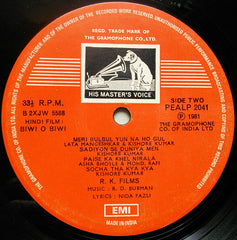 REGD. TRADE MARK OF
THE GRAMOPHONE CO., LTD.
HIS MASTER'S VOICE
33⅓ R.P.M.
B 2XJW 5588
HINDI FILM:
BIWI O BIWI
SIDE TWO
PEALP 2041
℗ 1981
THE GRAMOPHONE
CO. OF INDIA LTD
MERI BULBUL YUN NA HO GUL
LATA MANGESHKAR & KISHORE KUMAR
SADIYON SE DUNIYA MEN
KISHORE KUMAR
PAISE KA KHEL NIRALA
ASHA BHOSLE & MOHD. RAFI
SOCHA THA KYA KYA
KISHORE KUMAR
R. K. FILMS
MUSIC : R. D. BURMAN
LYRICS : NIDA FAZLI
EMI
MADE IN INDIA